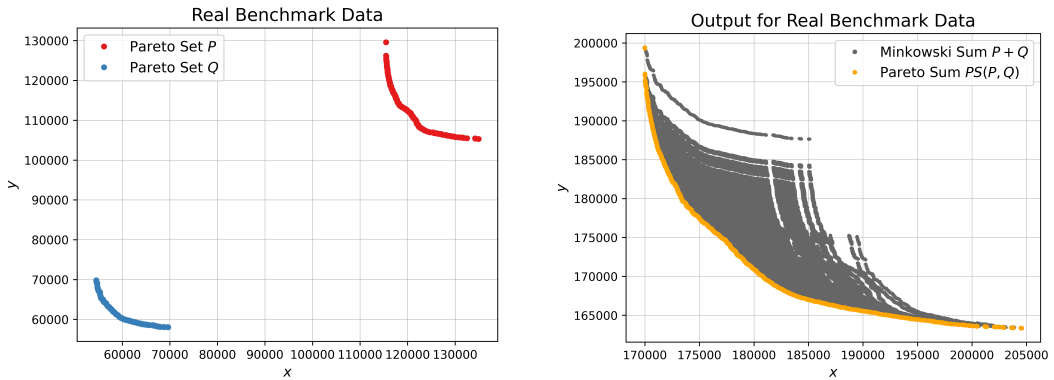 Real Benchmark Data
130000
120000
110000
100000
90000
80000
70000
60000
y
Pareto Set P
Pareto Set Q
60000 70000 80000 90000 100000 110000 120000 130000
x
Output for Real Benchmark Data
200000
195000
190000
185000
180000
175000
170000
165000
y
Minkowski Sum P + Q
Pareto Sum PS(P, Q)
170000 175000 180000 185000 190000 195000 200000 205000
x